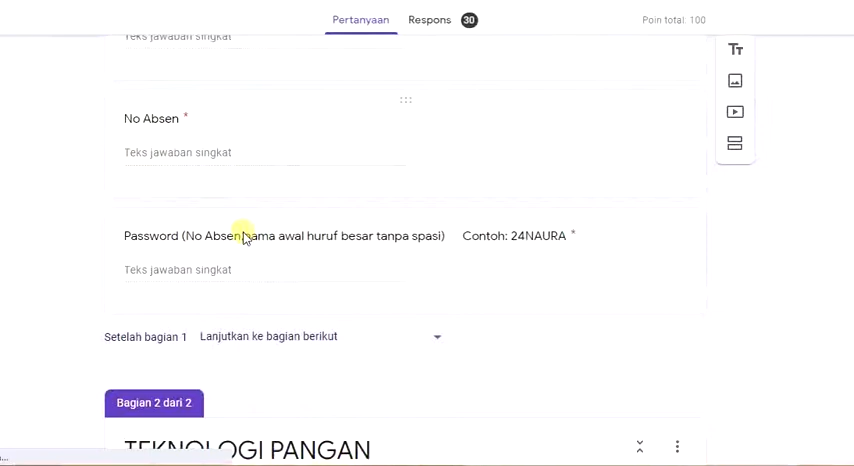 Pertanyaan Respons 30 Poin total: 100
Teks jawaban singkat
No Absen *
Teks jawaban singkat
Password (No Absen nama awal huruf besar tanpa spasi) Contoh: 24NAURA *
Teks jawaban singkat
Setelah bagian 1 Lanjutkan ke bagian berikut
Bagian 2 dari 2
TEKNOLOGI PANGAN